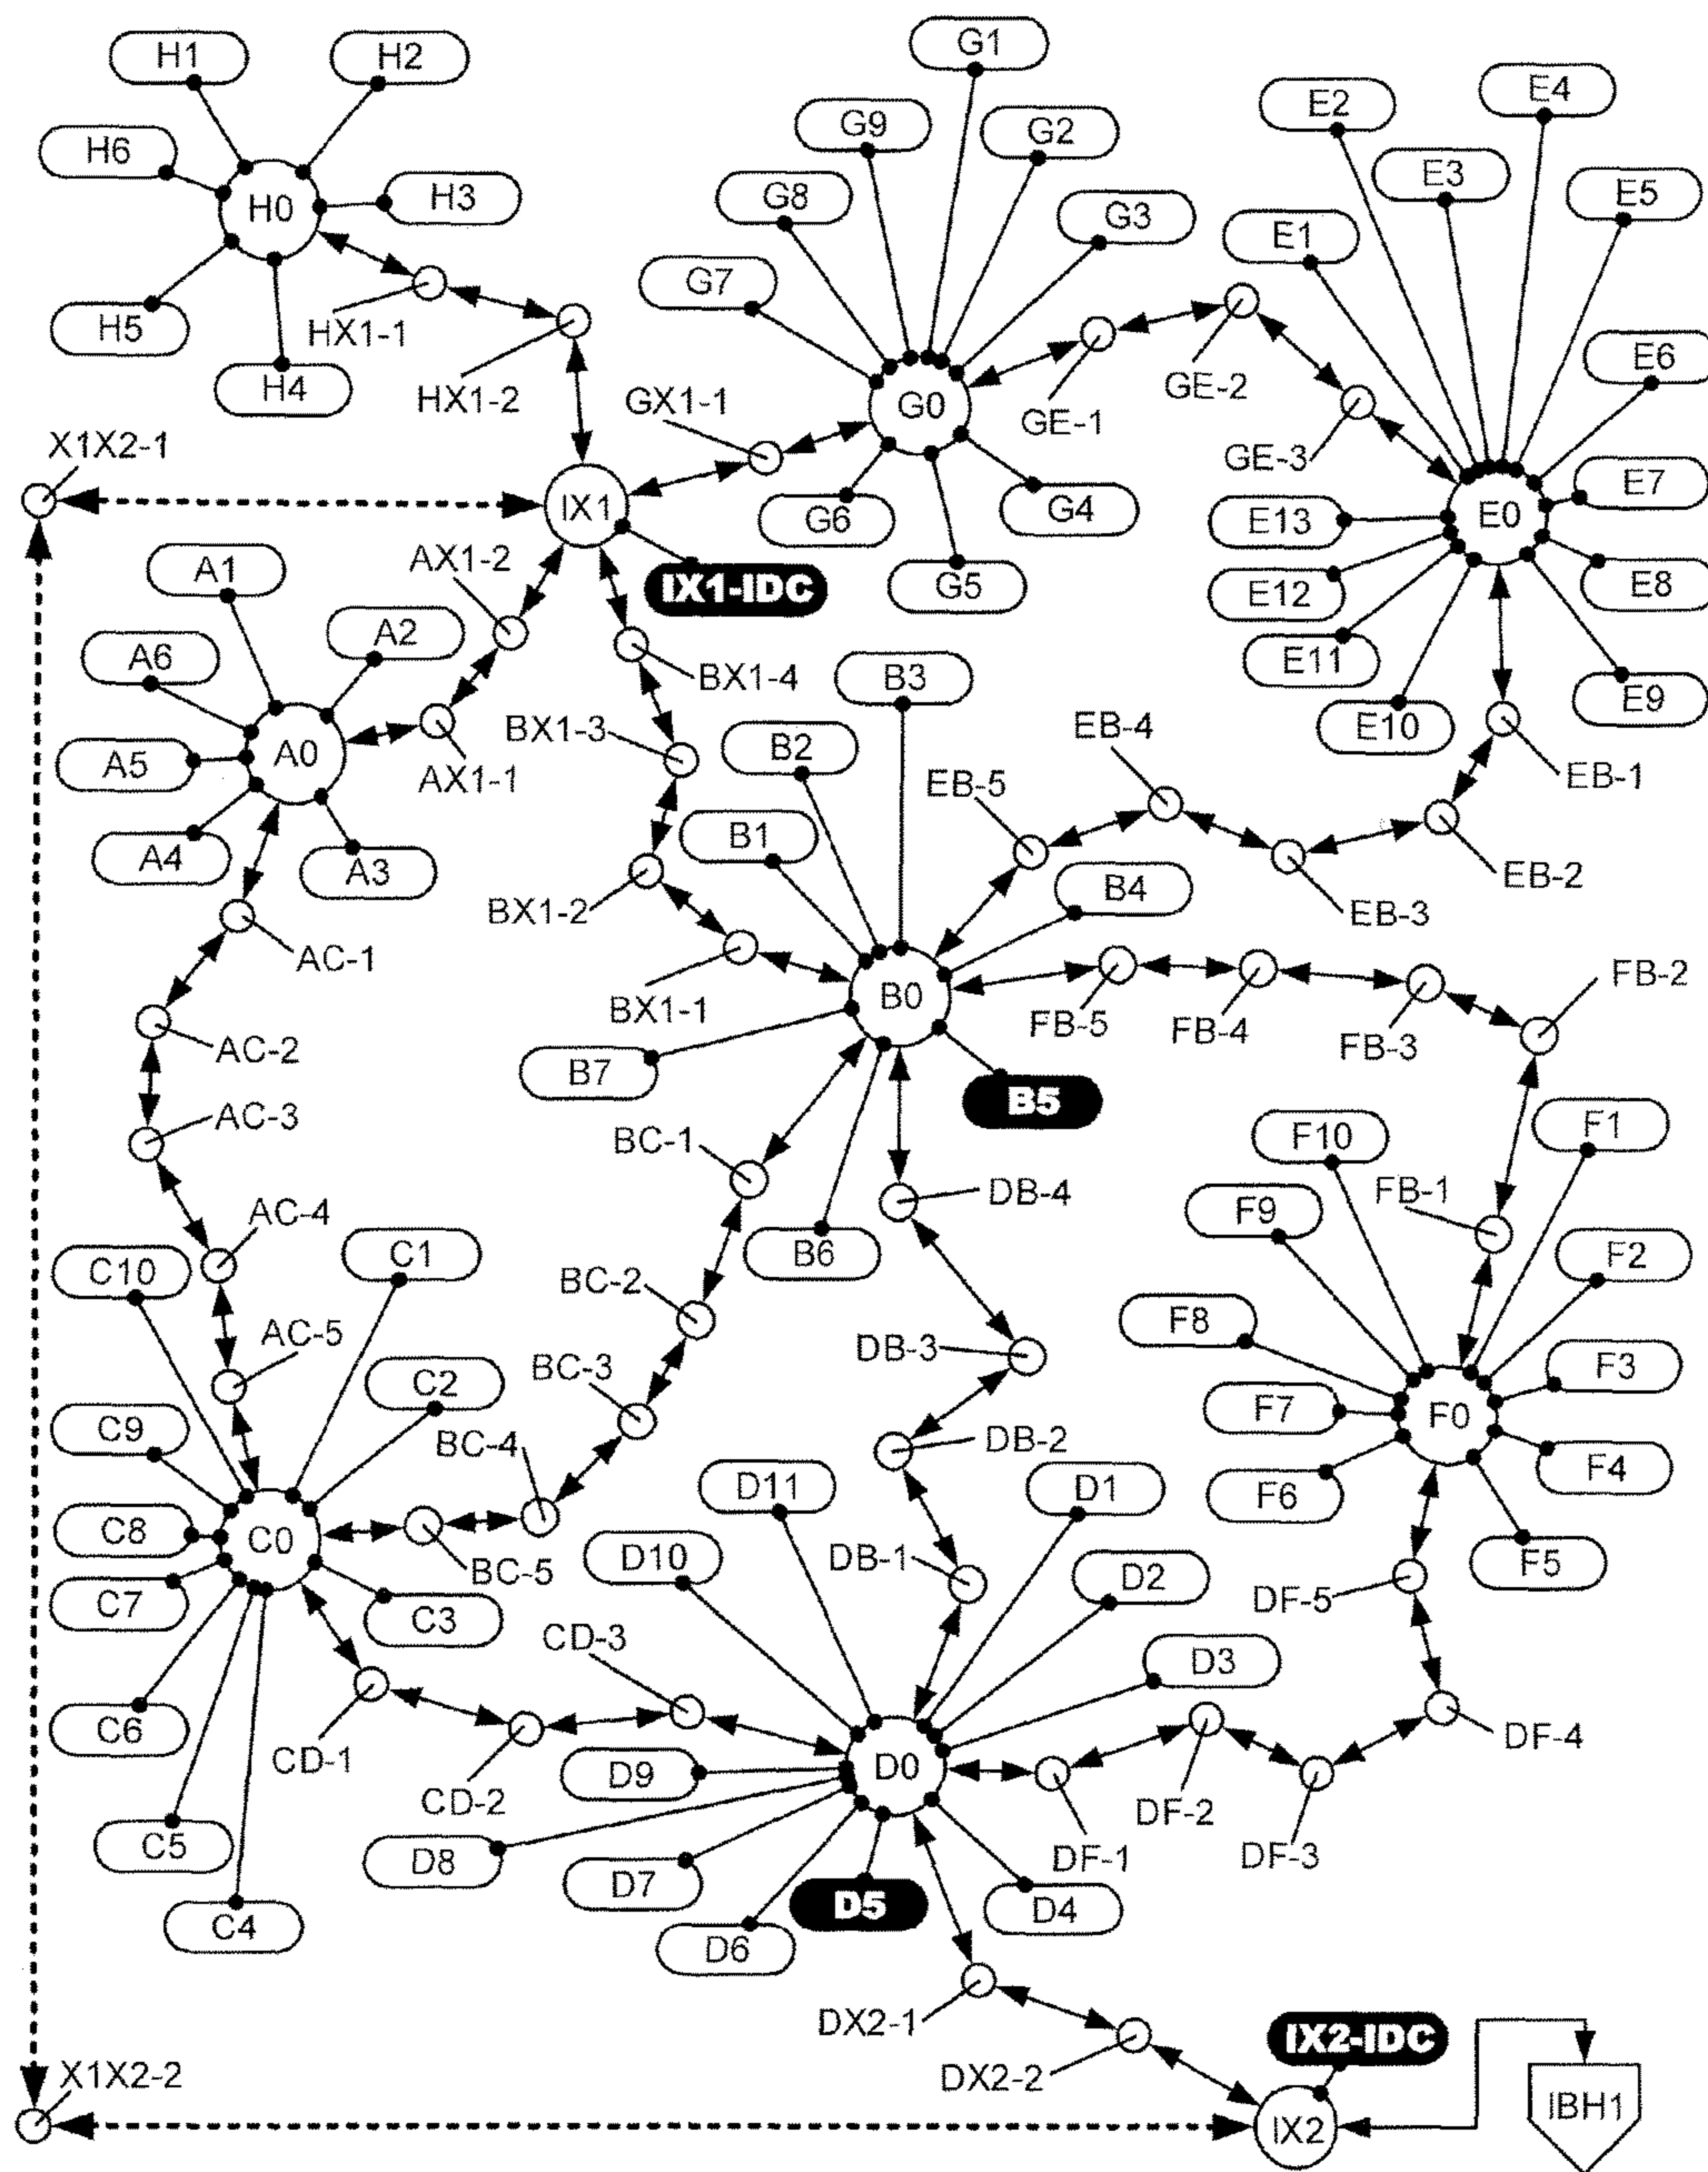 H1
H2
G1
E4
E2
G9
G2
H6
E3
G8
H3
E5
H0
G3
E1
G7
H5
HX1-1
E6
H4
GE-2
HX1-2
GX1-1
G0
GE-1
X1X2-1
GE-3
E7
IX1
G6
G4
E13
E0
AX1-2
A1
IX1-IDC
G5
E12
E8
A2
A6
BX1-4
B3
E11
E9
E10
BX1-3
EB-4
A0
A5
B2
AX1-1
EB-5
EB-1
B1
A4
A3
EB-2
B4
BX1-2
EB-3
AC-1
FB-2
B0
BX1-1
FB-5
FB-4
FB-3
AC-2
B7
B5
AC-3
F1
BC-1
F10
DB-4
FB-1
AC-4
F9
C1
B6
F2
C10
BC-2
F8
AC-5
DB-3
BC-3
F3
C2
F7
F0
C9
BC-4
DB-2
F4
D11
D1
F6
C8
C0
DB-1
D10
F5
BC-5
D2
DF-5
C7
C3
CD-3
D3
C6
DF-4
CD-1
D9
D0
CD-2
DF-2
C5
D8
DF-1
DF-3
D7
D5
D4
C4
D6
DX2-1
IX2-IDC
X1X2-2
DX2-2
IX2
IBH1